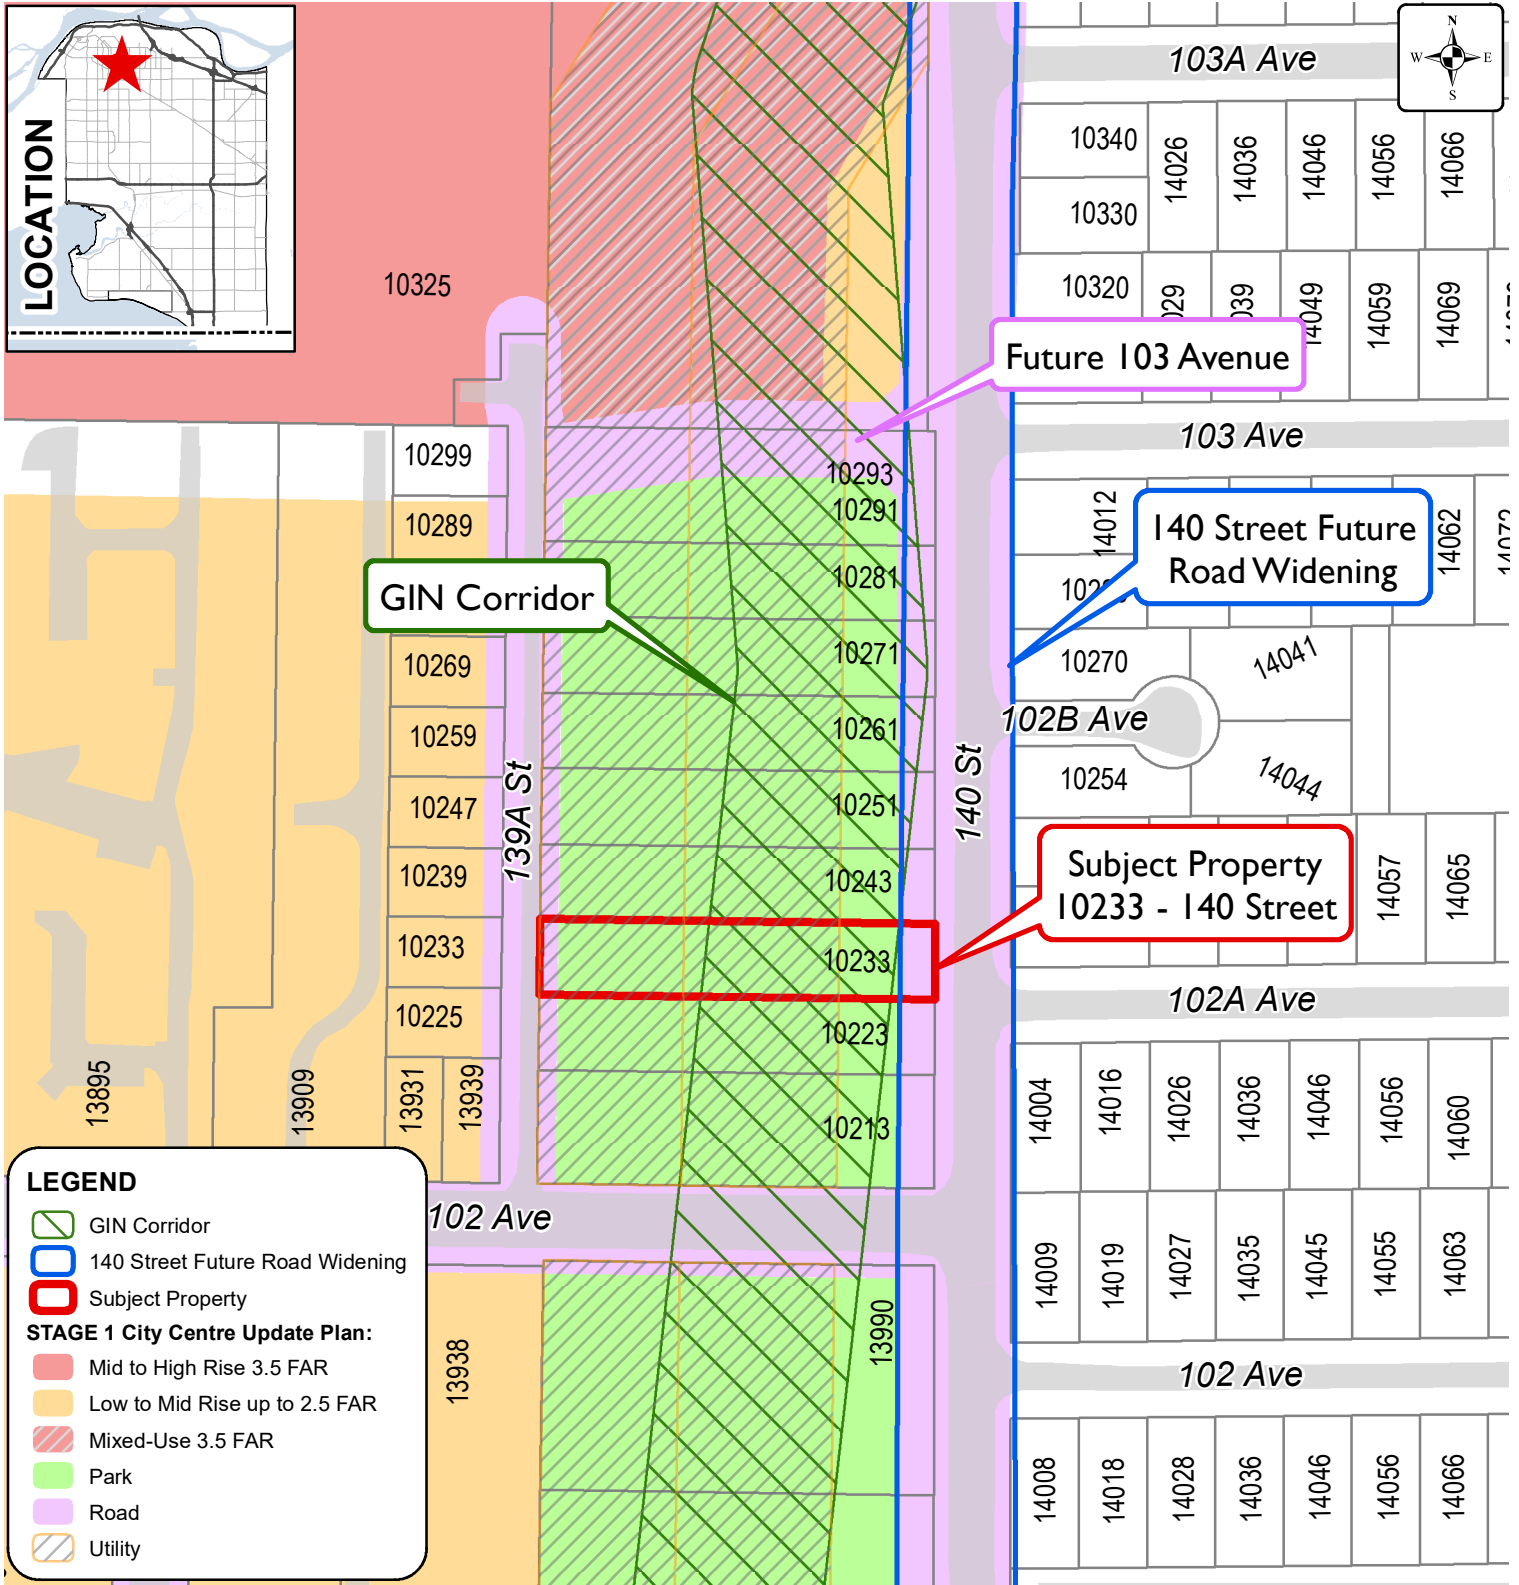 LOCATION
N
W E
S
103A Ave
10340
14026
14036
14046
14056
14066
10330
10325
10320
14049
14059
14069
Future 103 Avenue
103 Ave
10299
10293
10289
10291
14012
140 Street Future
Road Widening
14062
10281
GIN Corridor
10269
10271
10270
14041
10259
10261
102B Ave
10254
14044
10247
10251
139A St
140 St
10239
10243
Subject Property
10233 - 140 Street
14057
14065
10233
10233
102A Ave
10225
10223
13895
13909
13931
13939
10213
14004
14016
14026
14036
14046
14056
14060
102 Ave
14009
14019
14027
14035
14045
14055
14063
13938
13990
102 Ave
14008
14018
14028
14036
14046
14056
14066
LEGEND
GIN Corridor
140 Street Future Road Widening
Subject Property
STAGE 1 City Centre Update Plan:
Mid to High Rise 3.5 FAR
Low to Mid Rise up to 2.5 FAR
Mixed-Use 3.5 FAR
Park
Road
Utility